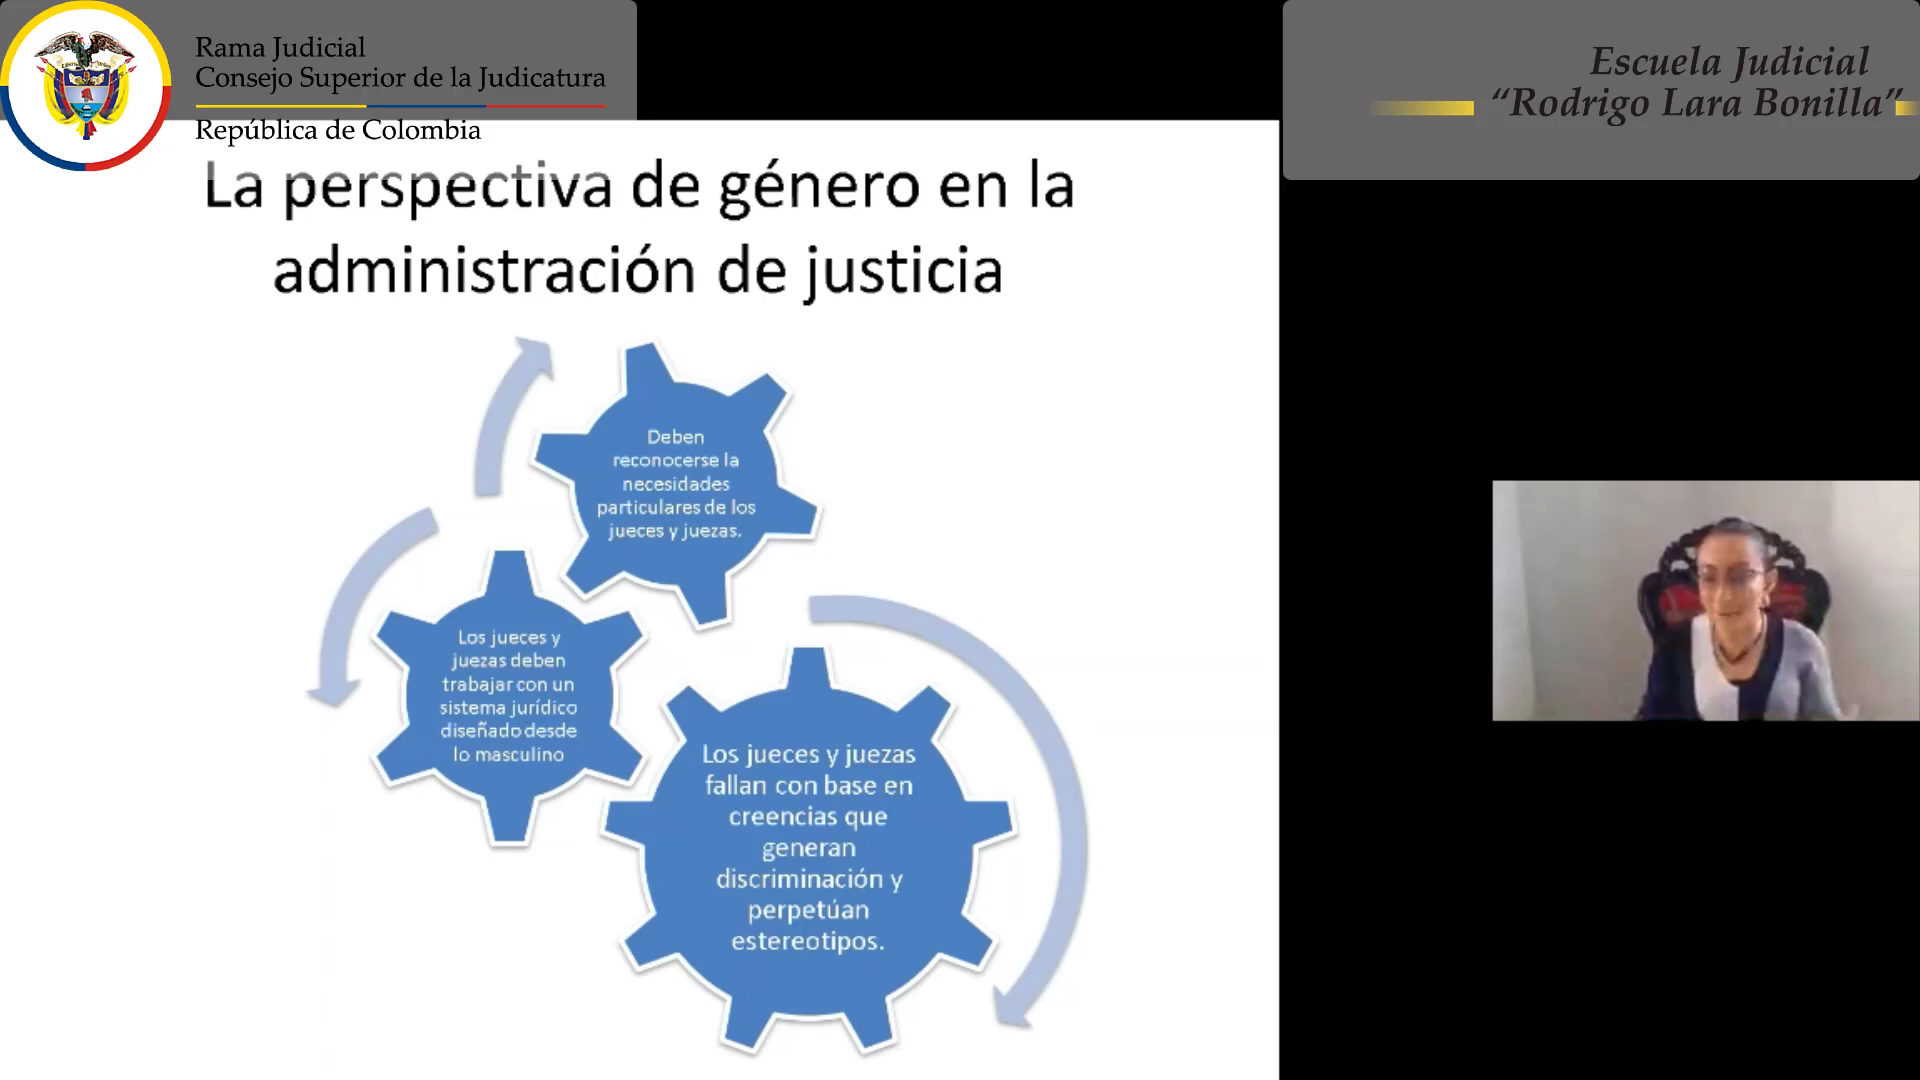 Rama Judicial
Consejo Superior de la Judicatura
República de Colombia
Escuela Judicial
“Rodrigo Lara Bonilla”
La perspectiva de género en la
administración de justicia
Deben
reconocerse la
necesidades
particulares de los
jueces y juezas.
Los jueces y
juezas deben
trabajar con un
sistema jurídico
diseñado desde
lo masculino
Los jueces y juezas
fallan con base en
creencias que
generan
discriminación y
perpetúan
estereotipos.